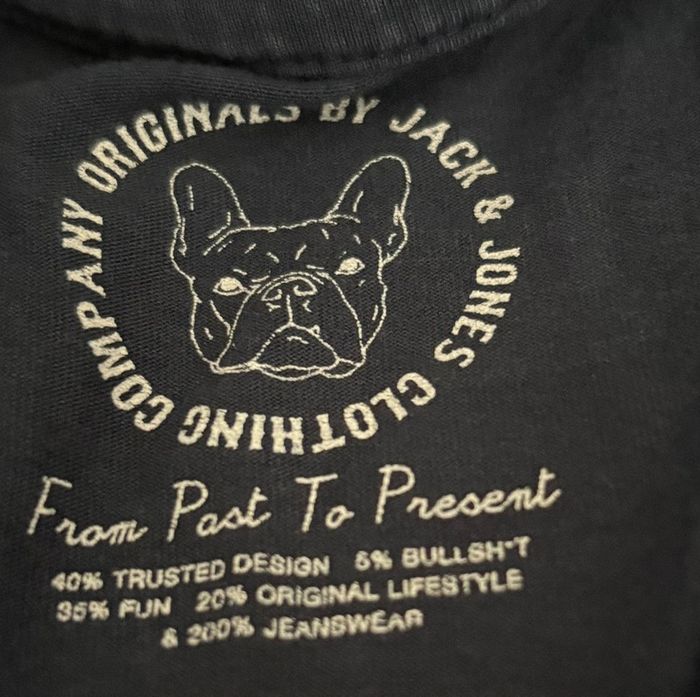 ORIGINALS BY JACK & JONES CLOTHING COMPANY
From Past To Present
40% TRUSTED DESIGN 5% BULLSH*T
35% FUN 20% ORIGINAL LIFESTYLE
& 200% JEANSWEAR